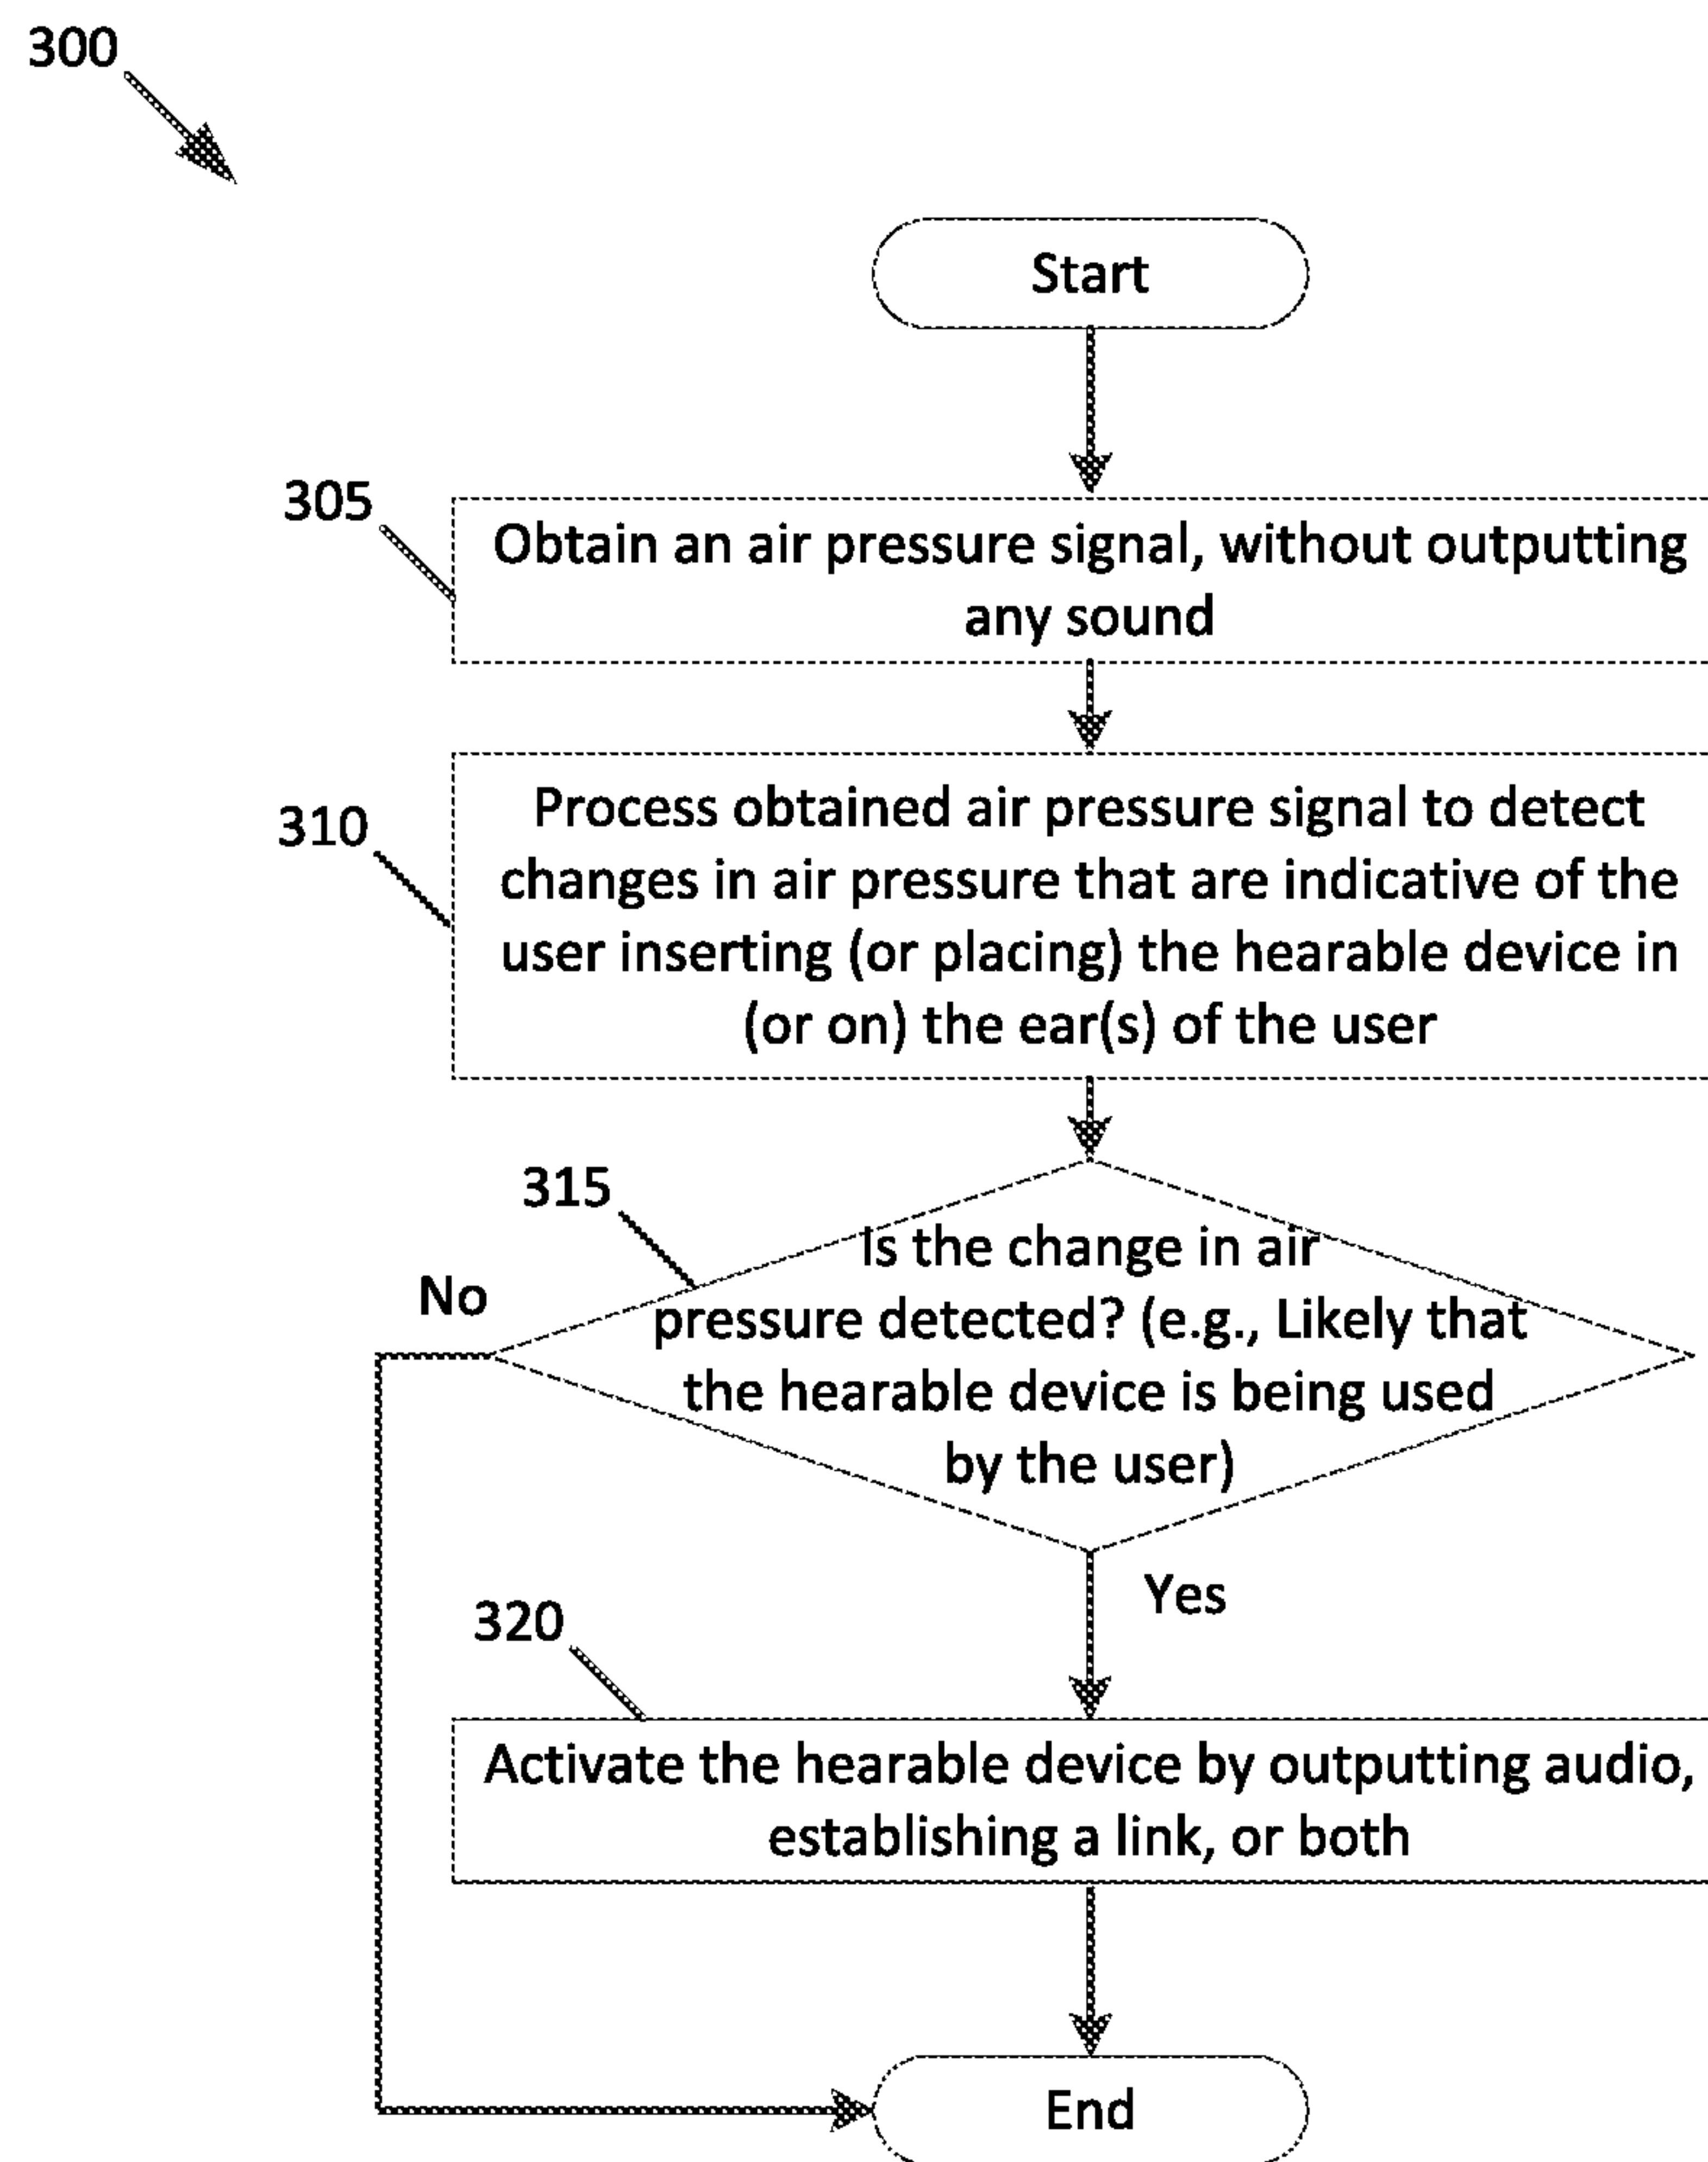 300
Start
305
Obtain an air pressure signal, without outputting
any sound
310
Process obtained air pressure signal to detect
changes in air pressure that are indicative of the
user inserting (or placing) the hearable device in
(or on) the ear(s) of the user
315
Is the change in air
pressure detected? (e.g., Likely that
the hearable device is being used
by the user)
No
Yes
320
Activate the hearable device by outputting audio,
establishing a link, or both
End